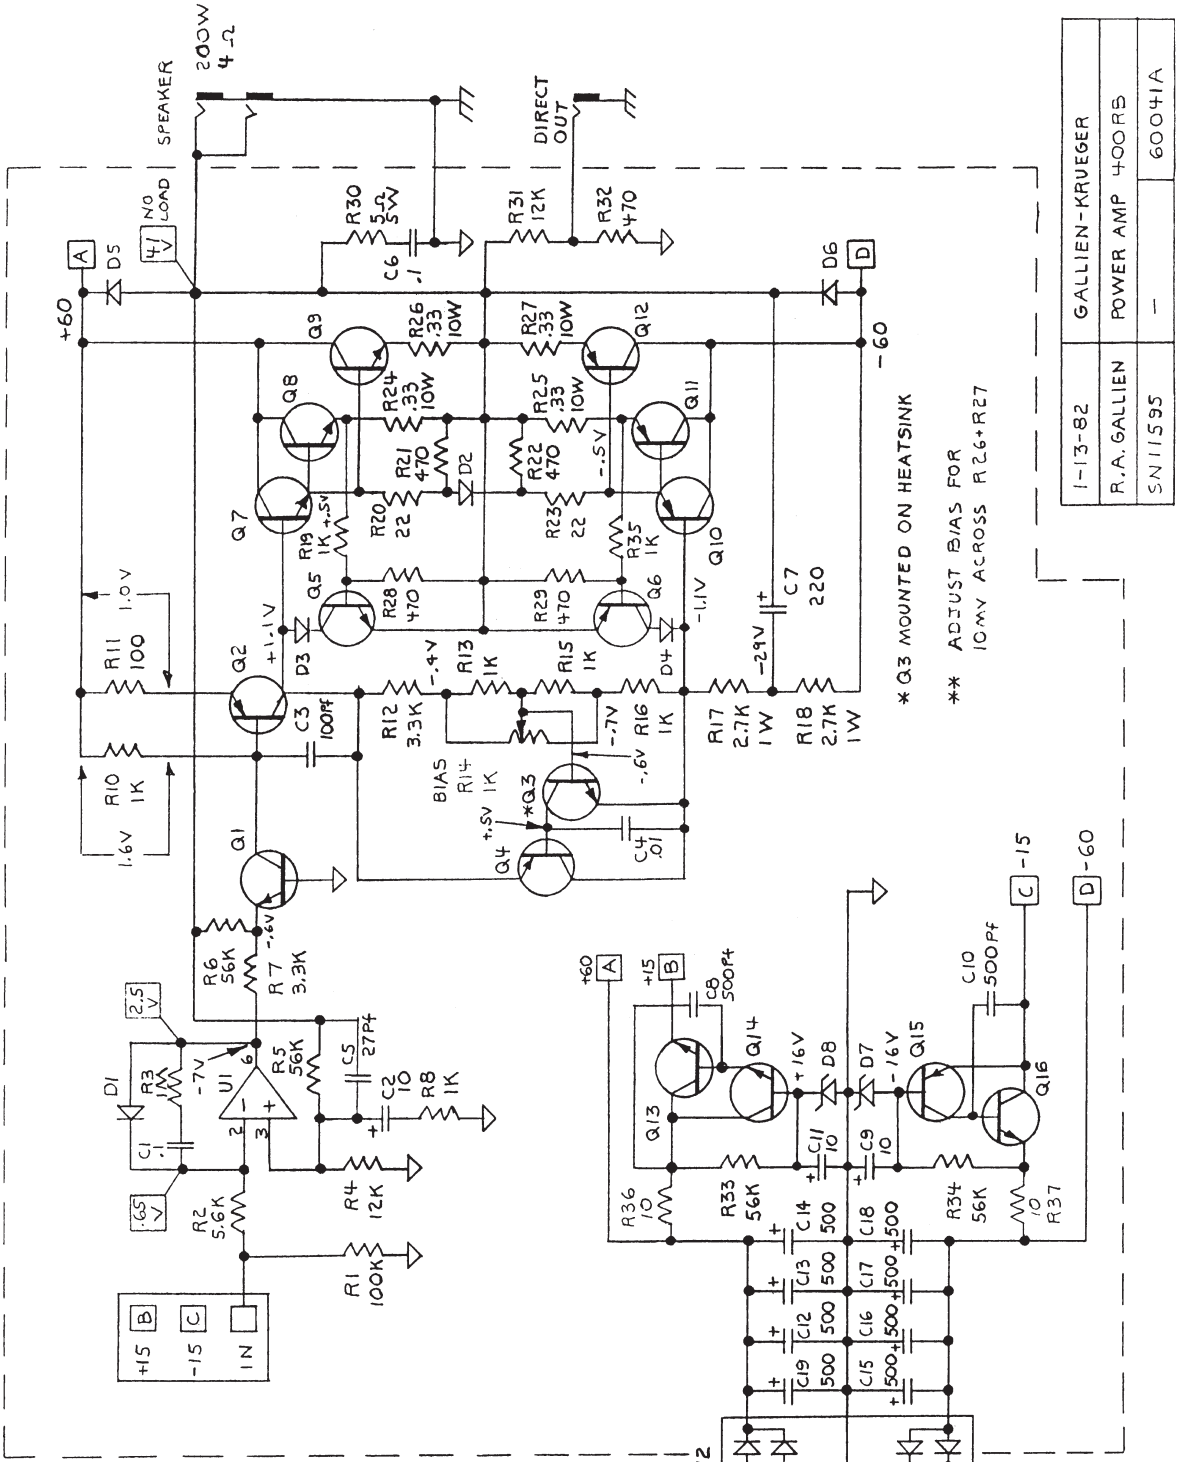 SPEAKER
200W
4 Ω
NO
LOAD
41
V
A
D5
+60
DIRECT
OUT
R30
5Ω
5W
C6
.1
R31
12K
R32
470
D6
D
-60
Q9
R26
.33
10W
R27
.33
10W
Q12
Q8
R24
.33
10W
R25
.33
10W
Q11
Q7
R21
470
D2
R22
470
-.5V
R19
1K
+.5V
R20
22
R23
22
R35
1K
Q10
Q5
R28
470
R29
470
Q6
D3
D4
+1.1V
-1.1V
1.0V
R11
100
Q2
C3
100Pf
R10
1K
1.6V
R12
3.3K
-.4V
R13
1K
R15
1K
-.7V
R16
1K
R17
2.7K
1W
-29V
R18
2.7K
1W
C7
220
+
BIAS
R14
1K
*Q3
-.6V
+.5V
Q4
C4
.01
Q1
-.6V
R6
56K
R7
3.3K
2.5
V
D1
R3
1M
C1
.1
.65
V
-7V
6
U1
2
3
-
+
R5
56K
C5
27Pf
C2
10
+
R8
1K
R4
12K
R2
5.6K
R1
100K
+15
B
-15
C
IN
*Q3 MOUNTED ON HEATSINK
** ADJUST BIAS FOR
10MV ACROSS R26+R27
+60
A
+15
B
C8
500Pf
Q13
Q14
+16V
D8
D7
-16V
Q15
Q16
C10
500Pf
C
-15
D
-60
R36
10
R33
56K
C11
10
+
C9
10
+
R34
56K
10
R37
C14
500
+
C18
500
+
C13
500
+
C17
500
+
C12
500
+
C16
500
+
C19
500
+
C15
500
+
1-13-82
GALLIEN-KRUEGER
R.A. GALLIEN
POWER AMP 400RB
SN11595
—
60041A